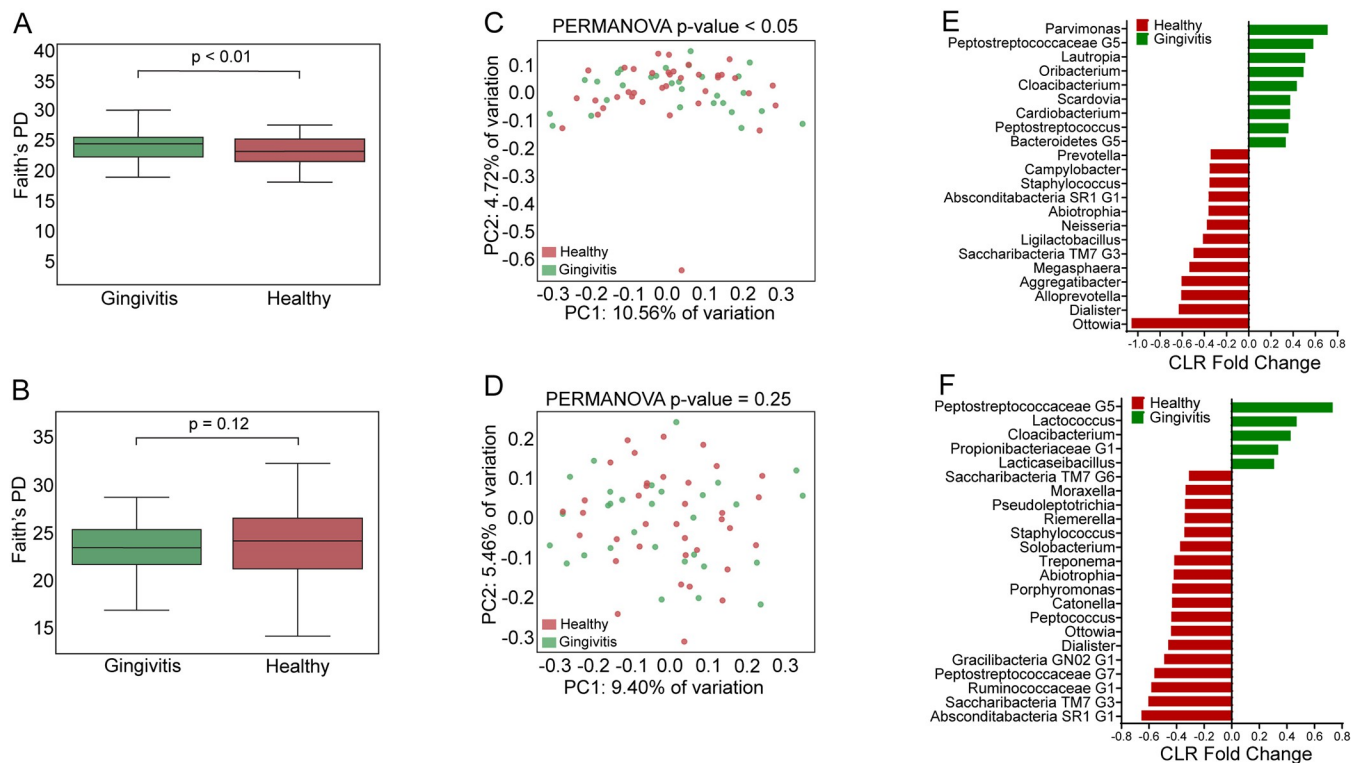 A
40
35
30
25
20
15
10
5
Faith's PD
p < 0.01
Gingivitis
Healthy
B
35
30
25
20
15
Faith's PD
p = 0.12
Gingivitis
Healthy
C
PERMANOVA p-value < 0.05
0.1
0.0
-0.1
-0.2
-0.3
-0.4
-0.5
-0.6
PC2: 4.72% of variation
Healthy
Gingivitis
-0.3 -0.2 -0.1 0.0 0.1 0.2 0.3
PC1: 10.56% of variation
D
PERMANOVA p-value = 0.25
0.2
0.1
0.0
-0.1
-0.2
-0.3
PC2: 5.46% of variation
Healthy
Gingivitis
-0.3 -0.2 -0.1 0.0 0.1 0.2 0.3
PC1: 9.40% of variation
E
Healthy
Gingivitis
Parvimonas
Peptostreptococcaceae G5
Lautropia
Oribacterium
Cloacibacterium
Scardovia
Cardiobacterium
Peptostreptococcus
Bacteroidetes G5
Prevotella
Campylobacter
Staphylococcus
Absconditabacteria SR1 G1
Abiotrophia
Neisseria
Ligilactobacillus
Saccharibacteria TM7 G3
Megasphaera
Aggregatibacter
Alloprevotella
Dialister
Ottowia
-1.0 -0.8 -0.6 -0.4 -0.2 0.0 0.2 0.4 0.6 0.8
CLR Fold Change
F
Healthy
Gingivitis
Peptostreptococcaceae G5
Lactococcus
Cloacibacterium
Propionibacteriaceae G1
Lacticaseibacillus
Saccharibacteria TM7 G6
Moraxella
Pseudoleptotrichia
Riemerella
Staphylococcus
Solobacterium
Treponema
Abiotrophia
Porphyromonas
Catonella
Peptococcus
Ottowia
Dialister
Gracilibacteria GN02 G1
Peptostreptococcaceae G7
Ruminococcaceae G1
Saccharibacteria TM7 G3
Absconditabacteria SR1 G1
-0.8 -0.6 -0.4 -0.2 0.0 0.2 0.4 0.6 0.8
CLR Fold Change